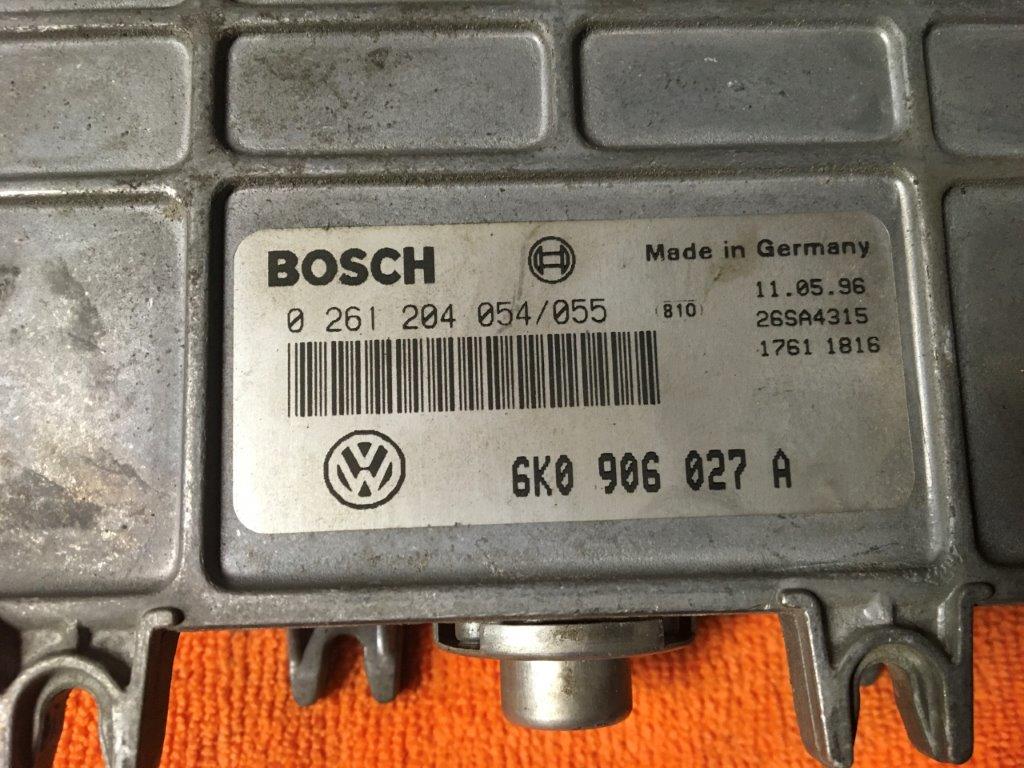 BOSCH
Made in Germany
0 261 204 054/055
(810)
11.05.96
26SA4315
1761 1816
6K0 906 027 A